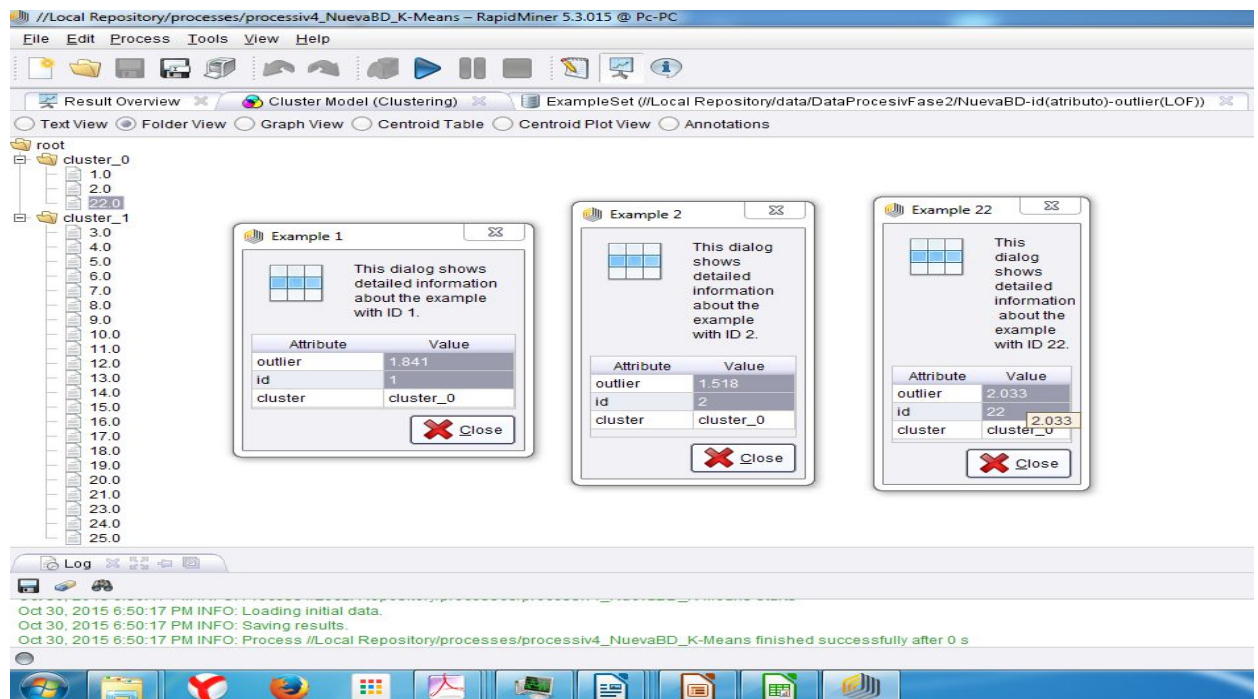 //Local Repository/processes/processiv4_NuevaBD_K-Means – RapidMiner 5.3.015 @ Pc-PC
File Edit Process Tools View Help
Result Overview Cluster Model (Clustering) ExampleSet (//Local Repository/data/DataProcesivFase2/NuevaBD-id(atributo)-outlier(LOF))
Text View Folder View Graph View Centroid Table Centroid Plot View Annotations
root
cluster_0
1.0
2.0
22.0
cluster_1
3.0
4.0
5.0
6.0
7.0
8.0
9.0
10.0
11.0
12.0
13.0
14.0
15.0
16.0
17.0
18.0
19.0
20.0
21.0
23.0
24.0
25.0
Example 1
This dialog shows
detailed information
about the example
with ID 1.
Attribute Value
outlier 1.841
id 1
cluster cluster_0
Close
Example 2
This dialog
shows
detailed
information
about the
example
with ID 2.
Attribute Value
outlier 1.518
id 2
cluster cluster_0
Close
Example 22
This
dialog
shows
detailed
information
about the
example
with ID 22.
Attribute Value
outlier 2.033
id 22
2.033
cluster cluster_0
Close
Log
Oct 30, 2015 6:50:17 PM INFO: Loading initial data.
Oct 30, 2015 6:50:17 PM INFO: Saving results.
Oct 30, 2015 6:50:17 PM INFO: Process //Local Repository/processes/processiv4_NuevaBD_K-Means finished successfully after 0 s